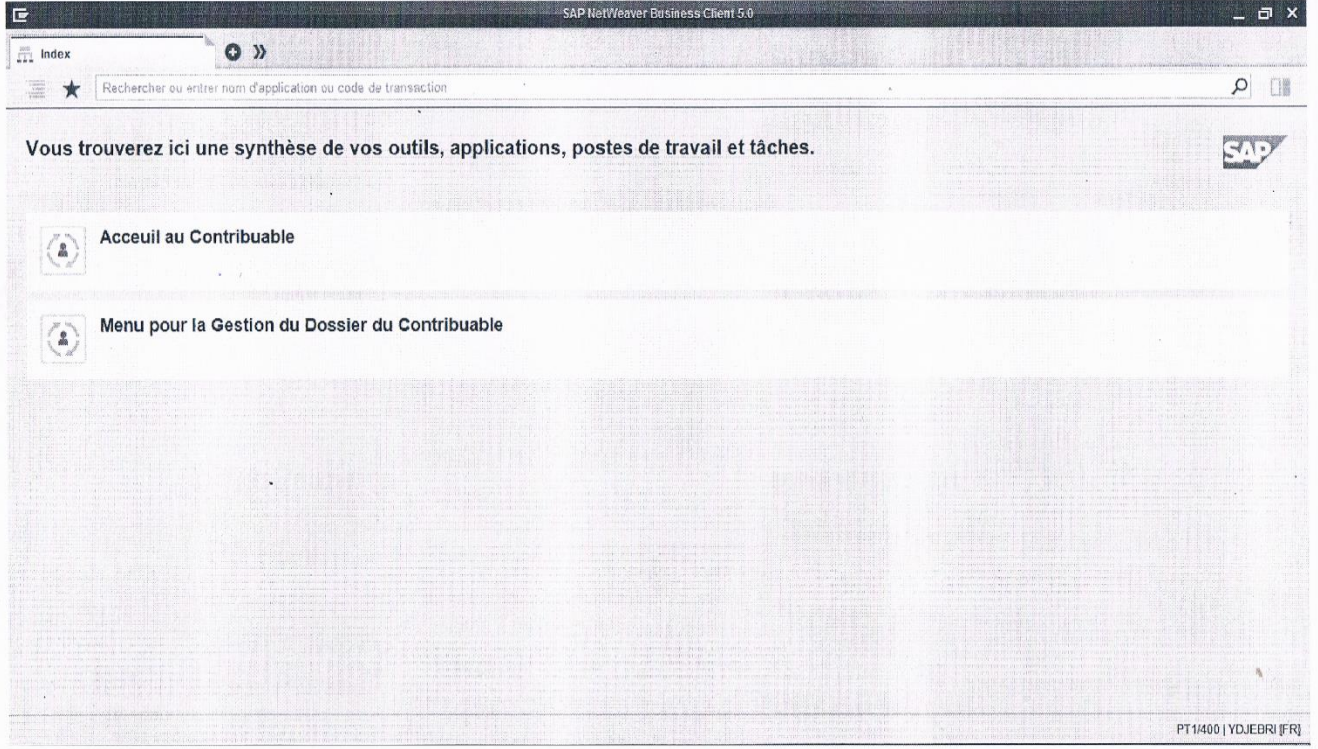 SAP NetWeaver Business Client 5.0
Index
Rechercher ou entrer nom d'application ou code de transaction
Vous trouverez ici une synthèse de vos outils, applications, postes de travail et tâches.
SAP
Acceuil au Contribuable
Menu pour la Gestion du Dossier du Contribuable
PT1/400 | YDJEBRI [FR]